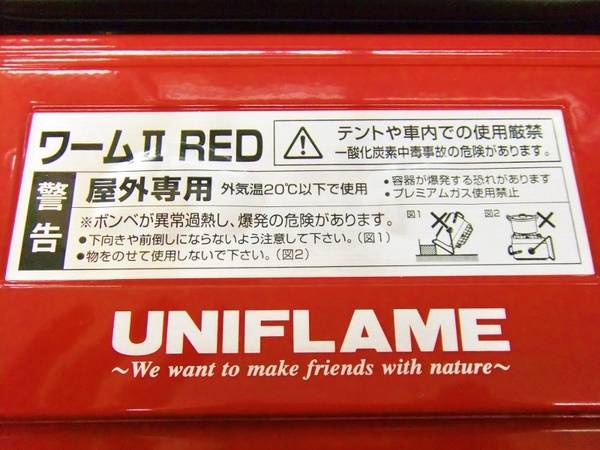 ワームⅡ RED
テントや車内での使用厳禁
一酸化炭素中毒事故の危険があります。
警告
屋外専用 外気温20℃以下で使用
・容器が爆発する恐れがあります
・プレミアムガス使用禁止
※ボンベが異常過熱し、爆発の危険があります。
●下向きや前倒しにならないよう注意して下さい。(図1)
●物をのせて使用しないで下さい。(図2)
図1
図2
UNIFLAME
~We want to make friends with nature~